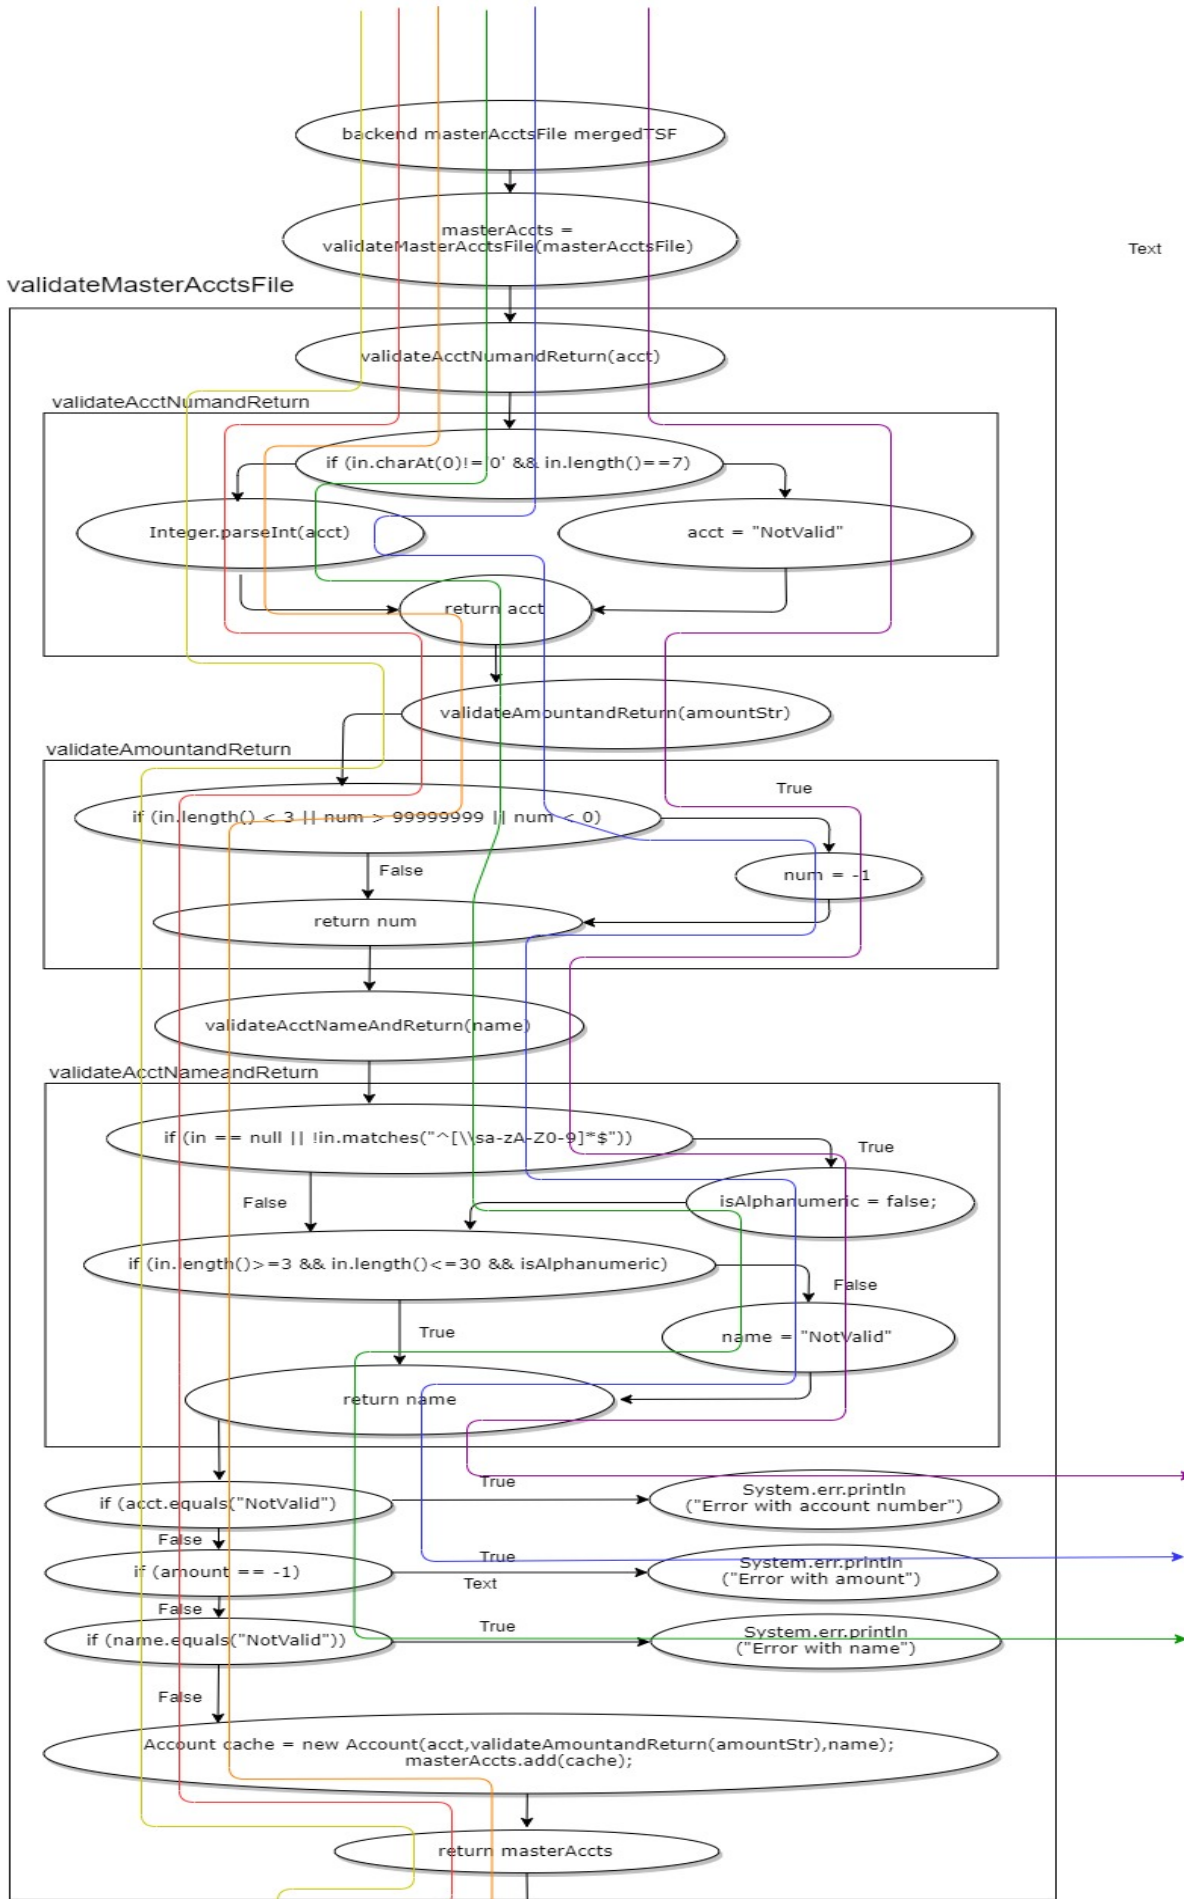 backend masterAcctsFile mergedTSF
masterAccts =
validateMasterAcctsFile(masterAcctsFile)
Text
validateMasterAcctsFile
validateAcctNumandReturn(acct)
validateAcctNumandReturn
if (in.charAt(0)!='0' && in.length()==7)
Integer.parseInt(acct)
acct = "NotValid"
return acct
validateAmountandReturn(amountStr)
validateAmountandReturn
True
if (in.length() < 3 || num > 99999999 || num < 0)
False
num = -1
return num
validateAcctNameAndReturn(name)
validateAcctNameandReturn
if (in == null || !in.matches("^[\\sa-zA-Z0-9]*$"))
True
False
isAlphanumeric = false;
if (in.length()>=3 && in.length()<=30 && isAlphanumeric)
False
True
name = "NotValid"
return name
True
if (acct.equals("NotValid")
System.err.println
("Error with account number")
False
True
if (amount == -1)
Text
System.err.println
("Error with amount")
False
True
if (name.equals("NotValid"))
System.err.println
("Error with name")
False
Account cache = new Account(acct,validateAmountandReturn(amountStr),name);
masterAccts.add(cache);
return masterAccts